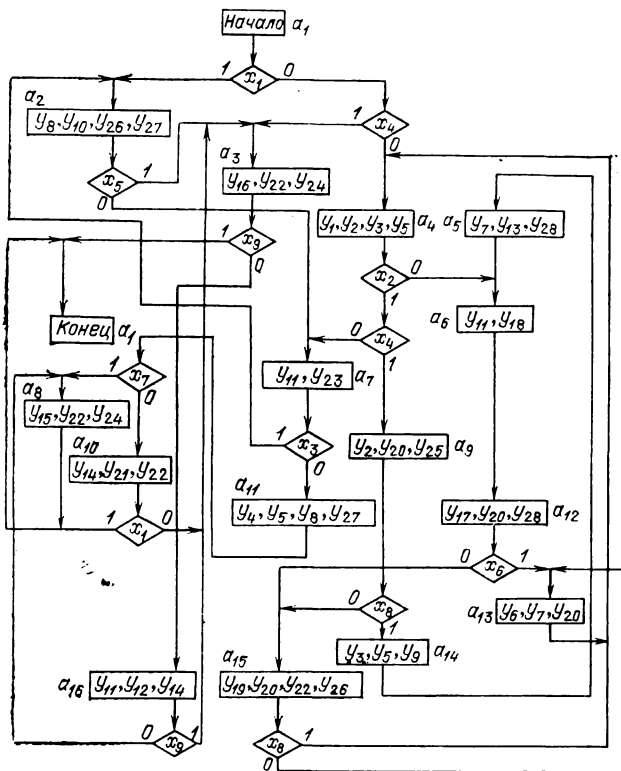 Начало a1
1 x1 0
a2
y8, y10, y26, y27
1 x4 0
x5 1
0
a3
y16, y22, y24
y1, y2, y3, y5 a4
a5 y7, y13, y28
1 x9 0
x2 0
1
Конец a1
a6 y11, y18
0 x4 1
1 x7 0
y11, y23 a7
a8
y15, y22, y24
1 x3 0
y2, y20, y25 a9
a10
y14, y21, y22
a11
y4, y5, y8, y27
y17, y20, y28 a12
1 x1 0
0 x6 1
0 x8 1
a13 y6, y7, y20
y3, y5, y9 a14
a16 y11, y12, y14
a15
y19, y20, y22, y26
0 x9 1
x8 1
0